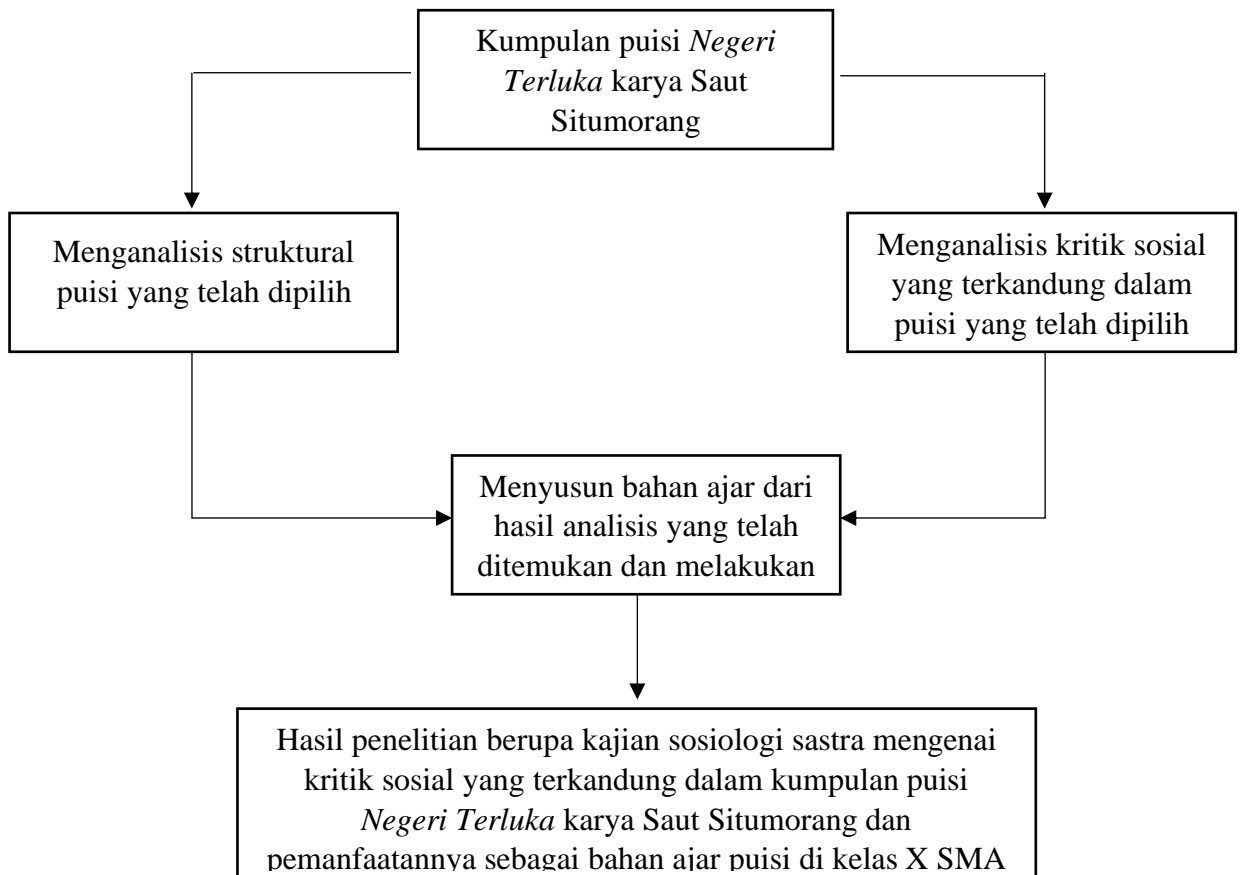 Kumpulan puisi Negeri
Terluka karya Saut
Situmorang
Menganalisis struktural
puisi yang telah dipilih
Menganalisis kritik sosial
yang terkandung dalam
puisi yang telah dipilih
Menyusun bahan ajar dari
hasil analisis yang telah
ditemukan dan melakukan
Hasil penelitian berupa kajian sosiologi sastra mengenai
kritik sosial yang terkandung dalam kumpulan puisi
Negeri Terluka karya Saut Situmorang dan
pemanfaatannya sebagai bahan ajar puisi di kelas X SMA